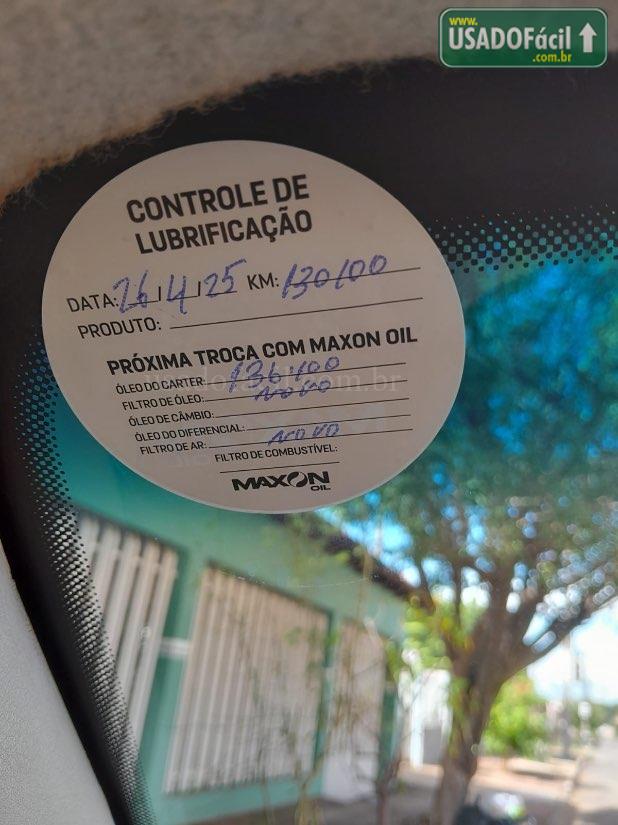 www.
USADOFácil
.com.br
CONTROLE DE
LUBRIFICAÇÃO
DATA: 26/4/25 KM: 130100
PRODUTO:
PRÓXIMA TROCA COM MAXON OIL
ÓLEO DO CARTER: 136100
FILTRO DE ÓLEO: NOVO
ÓLEO DE CÂMBIO:
ÓLEO DO DIFERENCIAL:
FILTRO DE AR: NOVO
FILTRO DE COMBUSTÍVEL:
MAXON
OIL